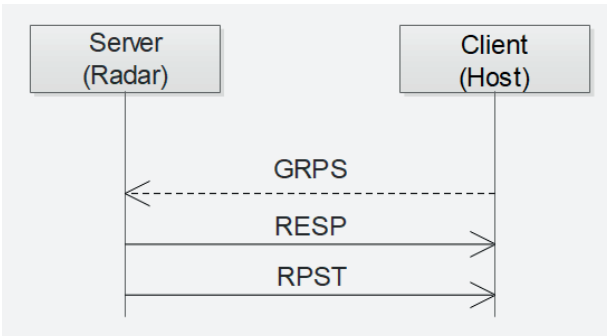 Server
(Radar)
Client
(Host)
GRPS
RESP
RPST